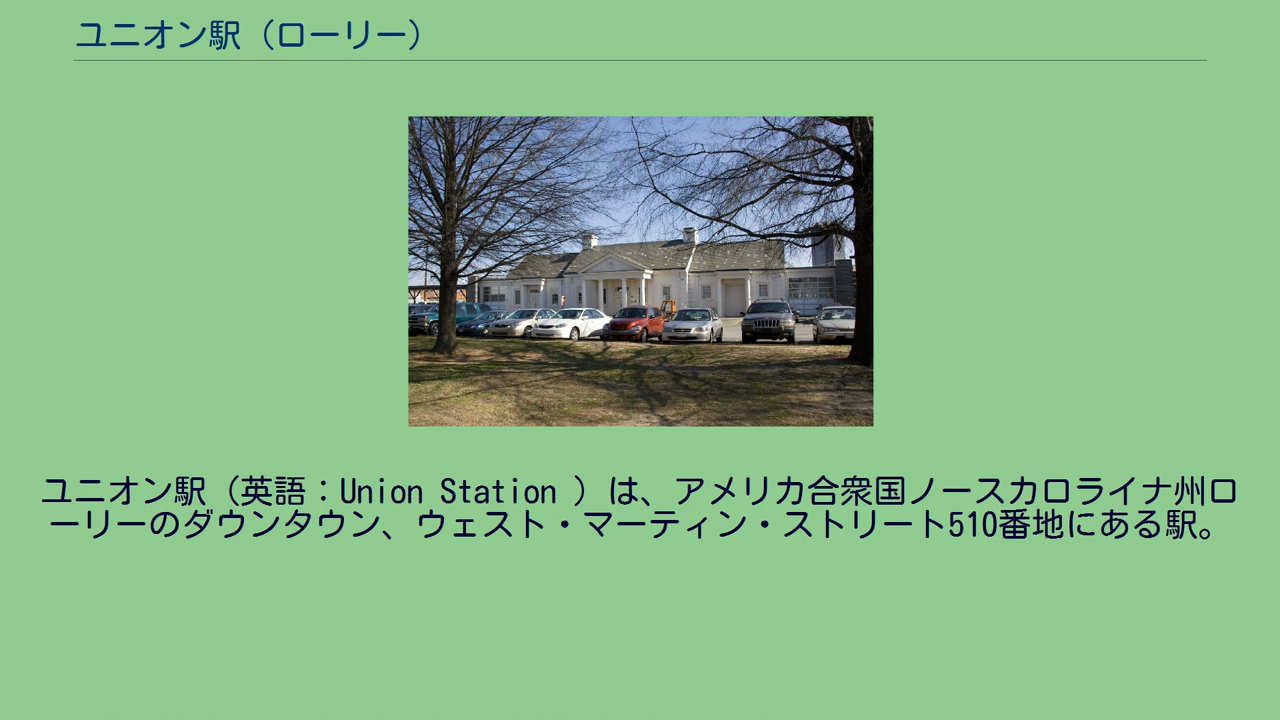 ユニオン駅（ローリー）
ユニオン駅（英語：Union Station ）は、アメリカ合衆国ノースカロライナ州ロ
ーリーのダウンタウン、ウェスト・マーティン・ストリート510番地にある駅。